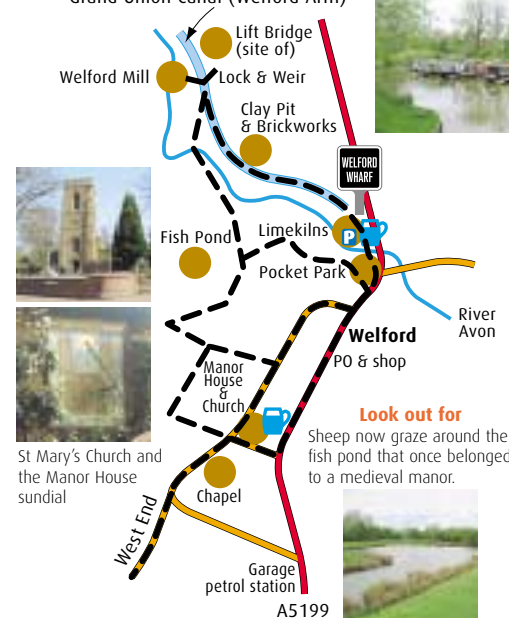 Grand Union Canal (Welford Arm)
Lift Bridge
(site of)
Welford Mill
Lock & Weir
Clay Pit
& Brickworks
WELFORD
WHARF
Fish Pond
Limekilns
P
Pocket Park
River
Avon
Welford
PO & shop
Manor
House
&
Church
Look out for
Sheep now graze around the
fish pond that once belonged
to a medieval manor.
St Mary's Church and
the Manor House
sundial
Chapel
West End
Garage
petrol station
A5199